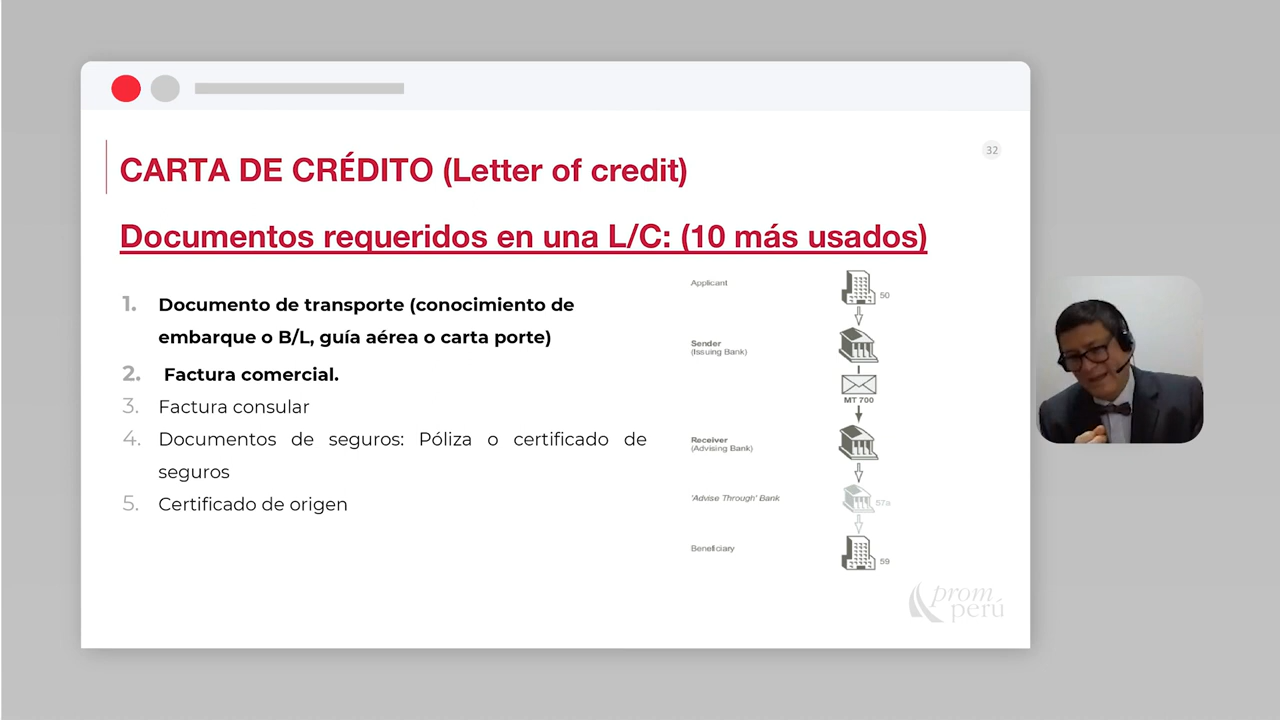 32
CARTA DE CRÉDITO (Letter of credit)
Documentos requeridos en una L/C: (10 más usados)
1. Documento de transporte (conocimiento de
embarque o B/L, guía aérea o carta porte)
2. Factura comercial.
3. Factura consular
4. Documentos de seguros: Póliza o certificado de
seguros
5. Certificado de origen
Applicant
50
Sender
(Issuing Bank)
MT 700
Receiver
(Advising Bank)
'Advise Through' Bank
57a
Beneficiary
59
prom
perú